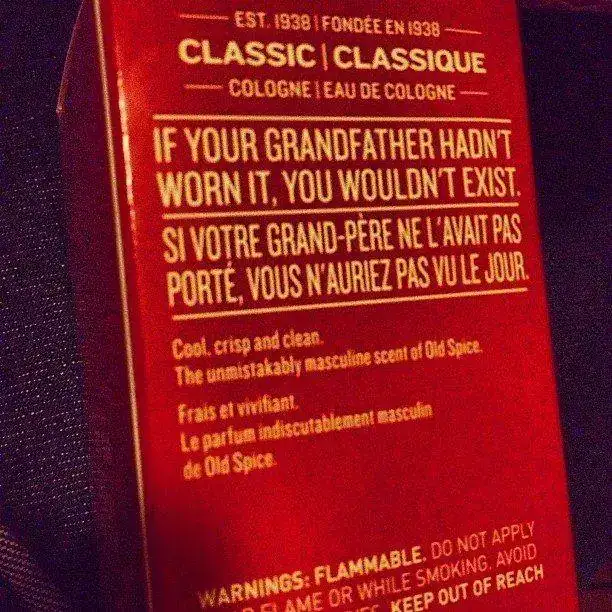 EST. 1938 | FONDÉE EN 1938
CLASSIC | CLASSIQUE
COLOGNE | EAU DE COLOGNE
IF YOUR GRANDFATHER HADN'T
WORN IT, YOU WOULDN'T EXIST.
SI VOTRE GRAND-PÈRE NE L'AVAIT PAS
PORTÉ, VOUS N'AURIEZ PAS VU LE JOUR.
Cool, crisp and clean.
The unmistakably masculine scent of Old Spice.
Frais et vivifiant.
Le parfum indiscutablement masculin
de Old Spice.
WARNINGS: FLAMMABLE. DO NOT APPLY
FLAME OR WHILE SMOKING. AVOID
KEEP OUT OF REACH